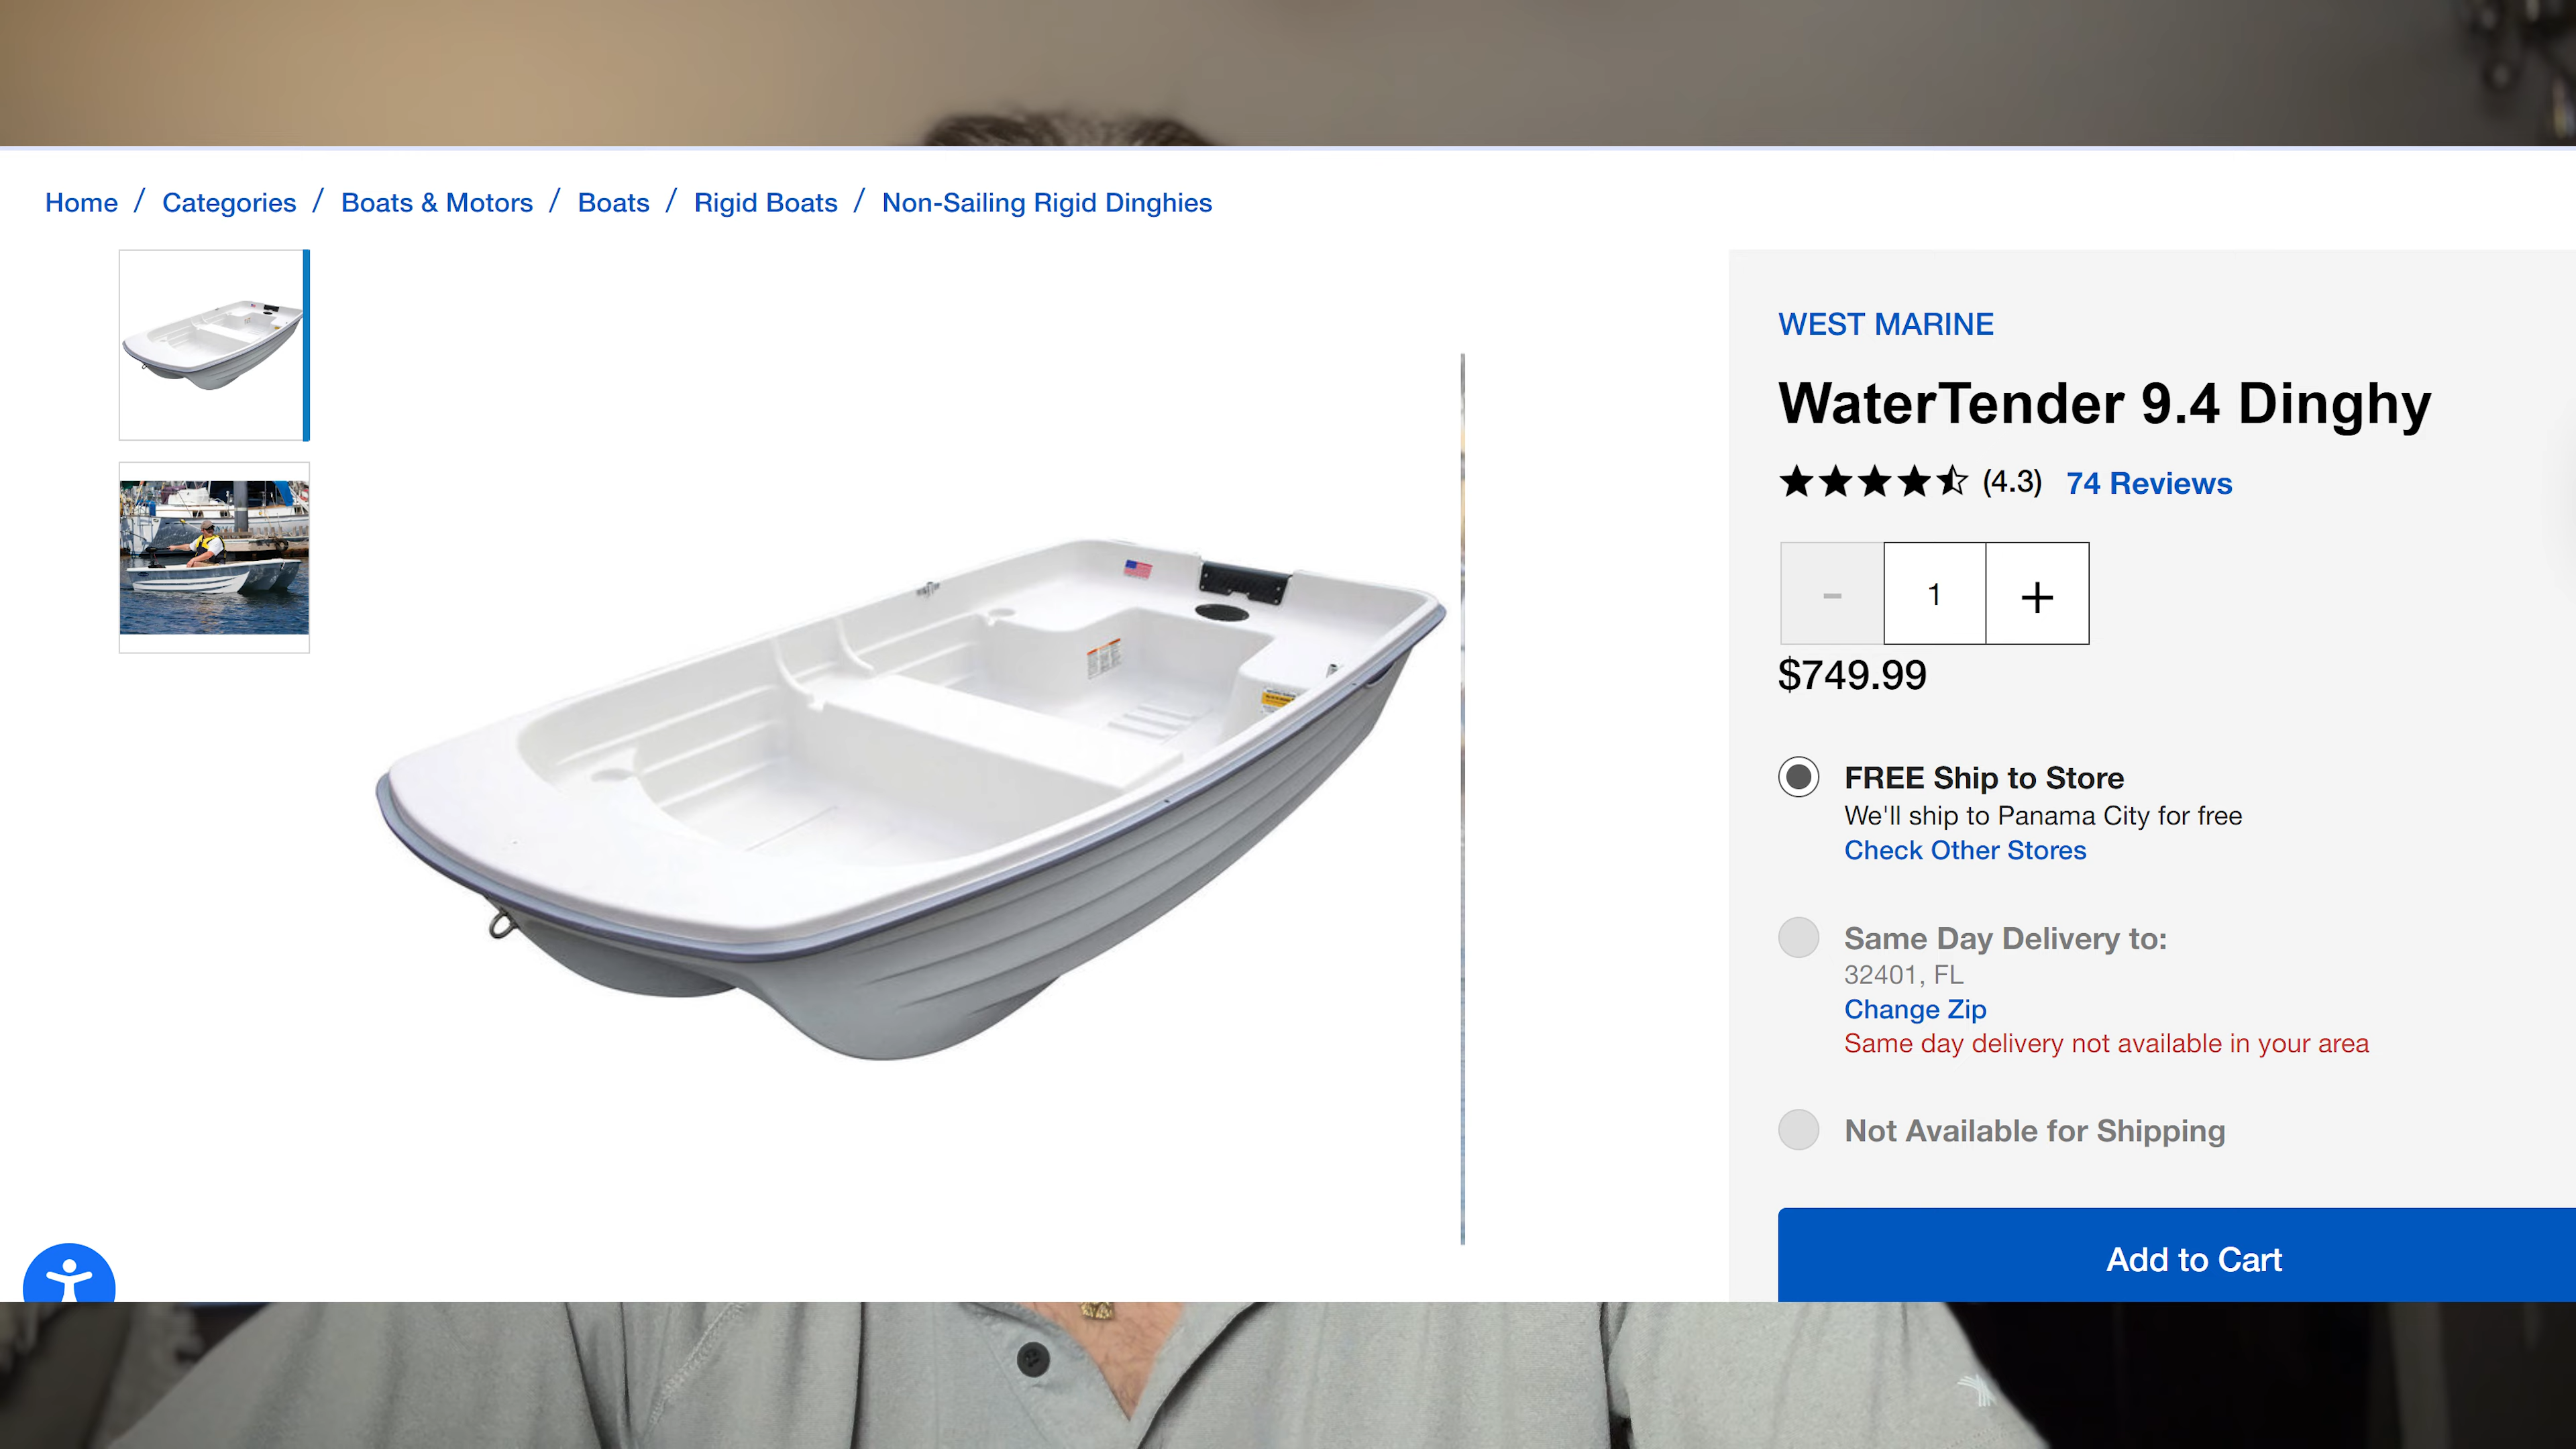 Home / Categories / Boats & Motors / Boats / Rigid Boats / Non-Sailing Rigid Dinghies
WEST MARINE
WaterTender 9.4 Dinghy
(4.3) 74 Reviews
- 1 +
$749.99
FREE Ship to Store
We'll ship to Panama City for free
Check Other Stores
Same Day Delivery to:
32401, FL
Change Zip
Same day delivery not available in your area
Not Available for Shipping
Add to Cart